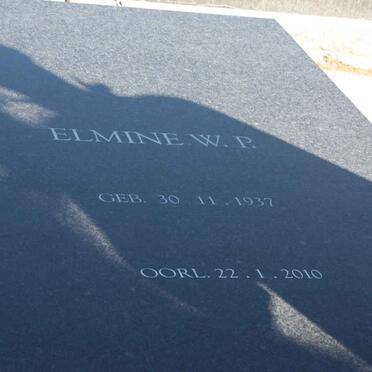 ELMINE W. P.
GEB. 30 . 11 . 1937
OORL. 22 . 1 . 2010